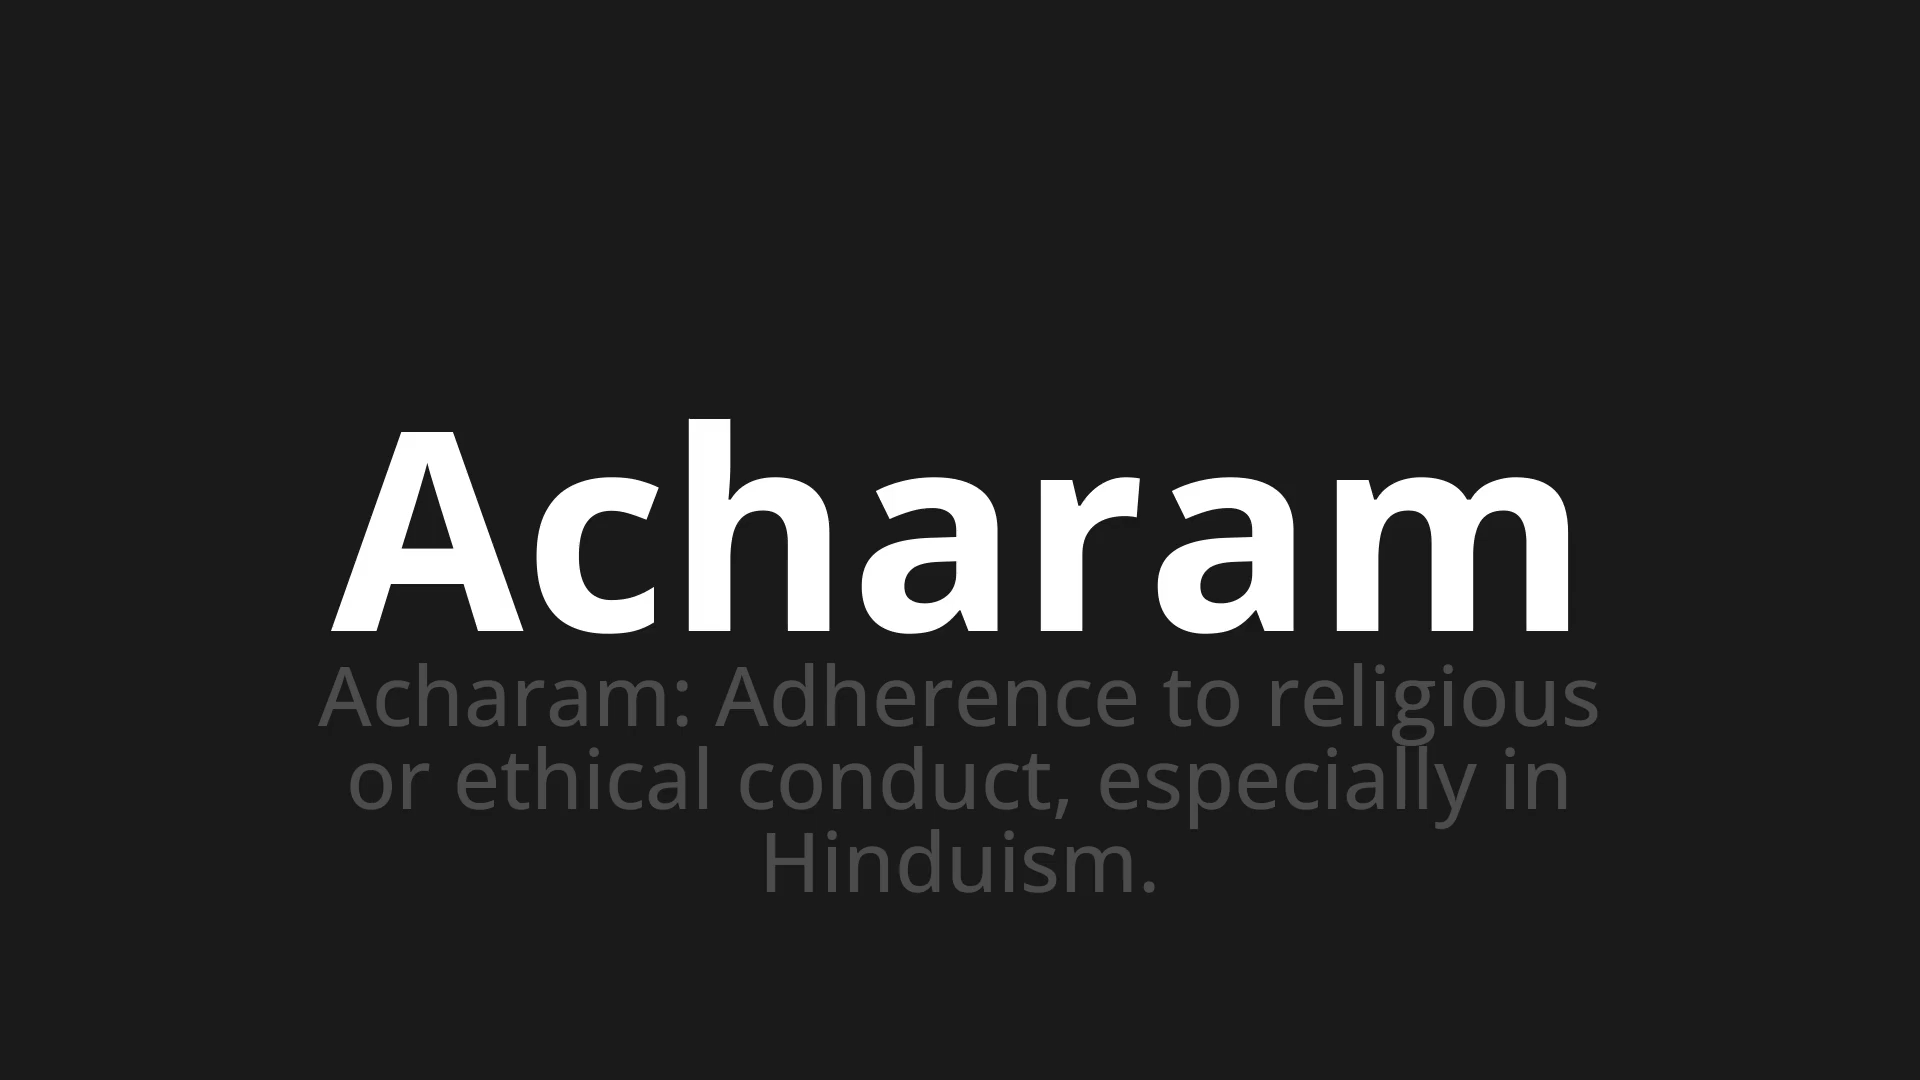 Acharam
Acharam: Adherence to religious
or ethical conduct, especially in
Hinduism.